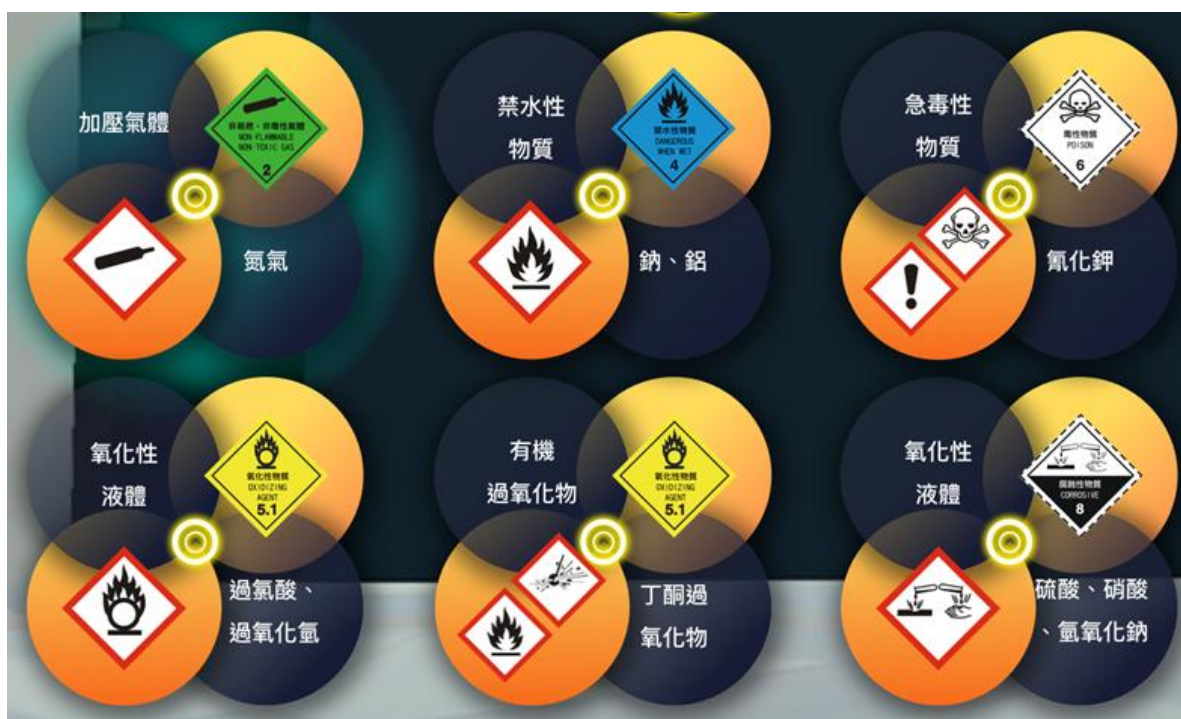 加壓氣體
非易燃，非毒性氣體
NON-FLAMMABLE
NON-TOXIC GAS
2
氮氣
禁水性
物質
禁水性物質
DANGEROUS
WHEN WET
4
鈉、鋁
急毒性
物質
毒性物質
POISON
6
氰化鉀
氧化性
液體
氧化性物質
OXIDIZING
AGENT
5.1
過氯酸、
過氧化氫
有機
過氧化物
氧化性物質
OXIDIZING
AGENT
5.1
丁酮過
氧化物
氧化性
液體
腐蝕性物質
CORROSIVE
8
硫酸、硝酸
、氫氧化鈉